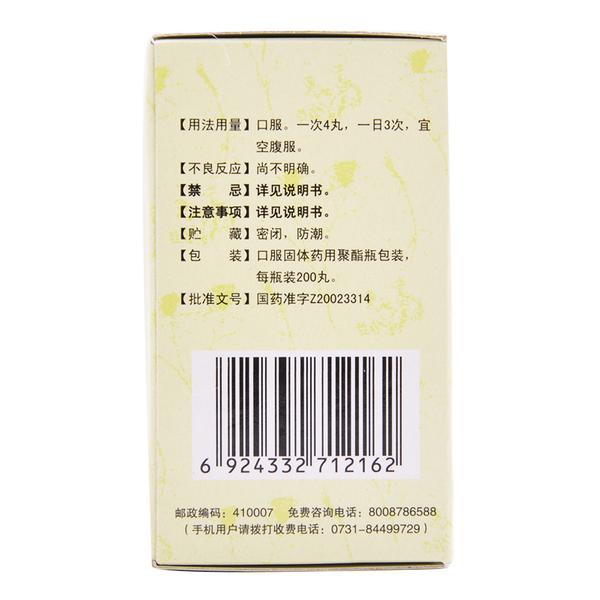 【用法用量】口服。一次4丸，一日3次，宜
空腹服。
【不良反应】尚不明确。
【禁　　忌】详见说明书。
【注意事项】详见说明书。
【贮　　藏】密闭，防潮。
【包　　装】口服固体药用聚酯瓶包装，
每瓶装200丸。
【批准文号】国药准字Z20023314
6 924332 712162
邮政编码：410007　免费咨询电话：8008786588
（手机用户请拨打收费电话：0731-84499729）